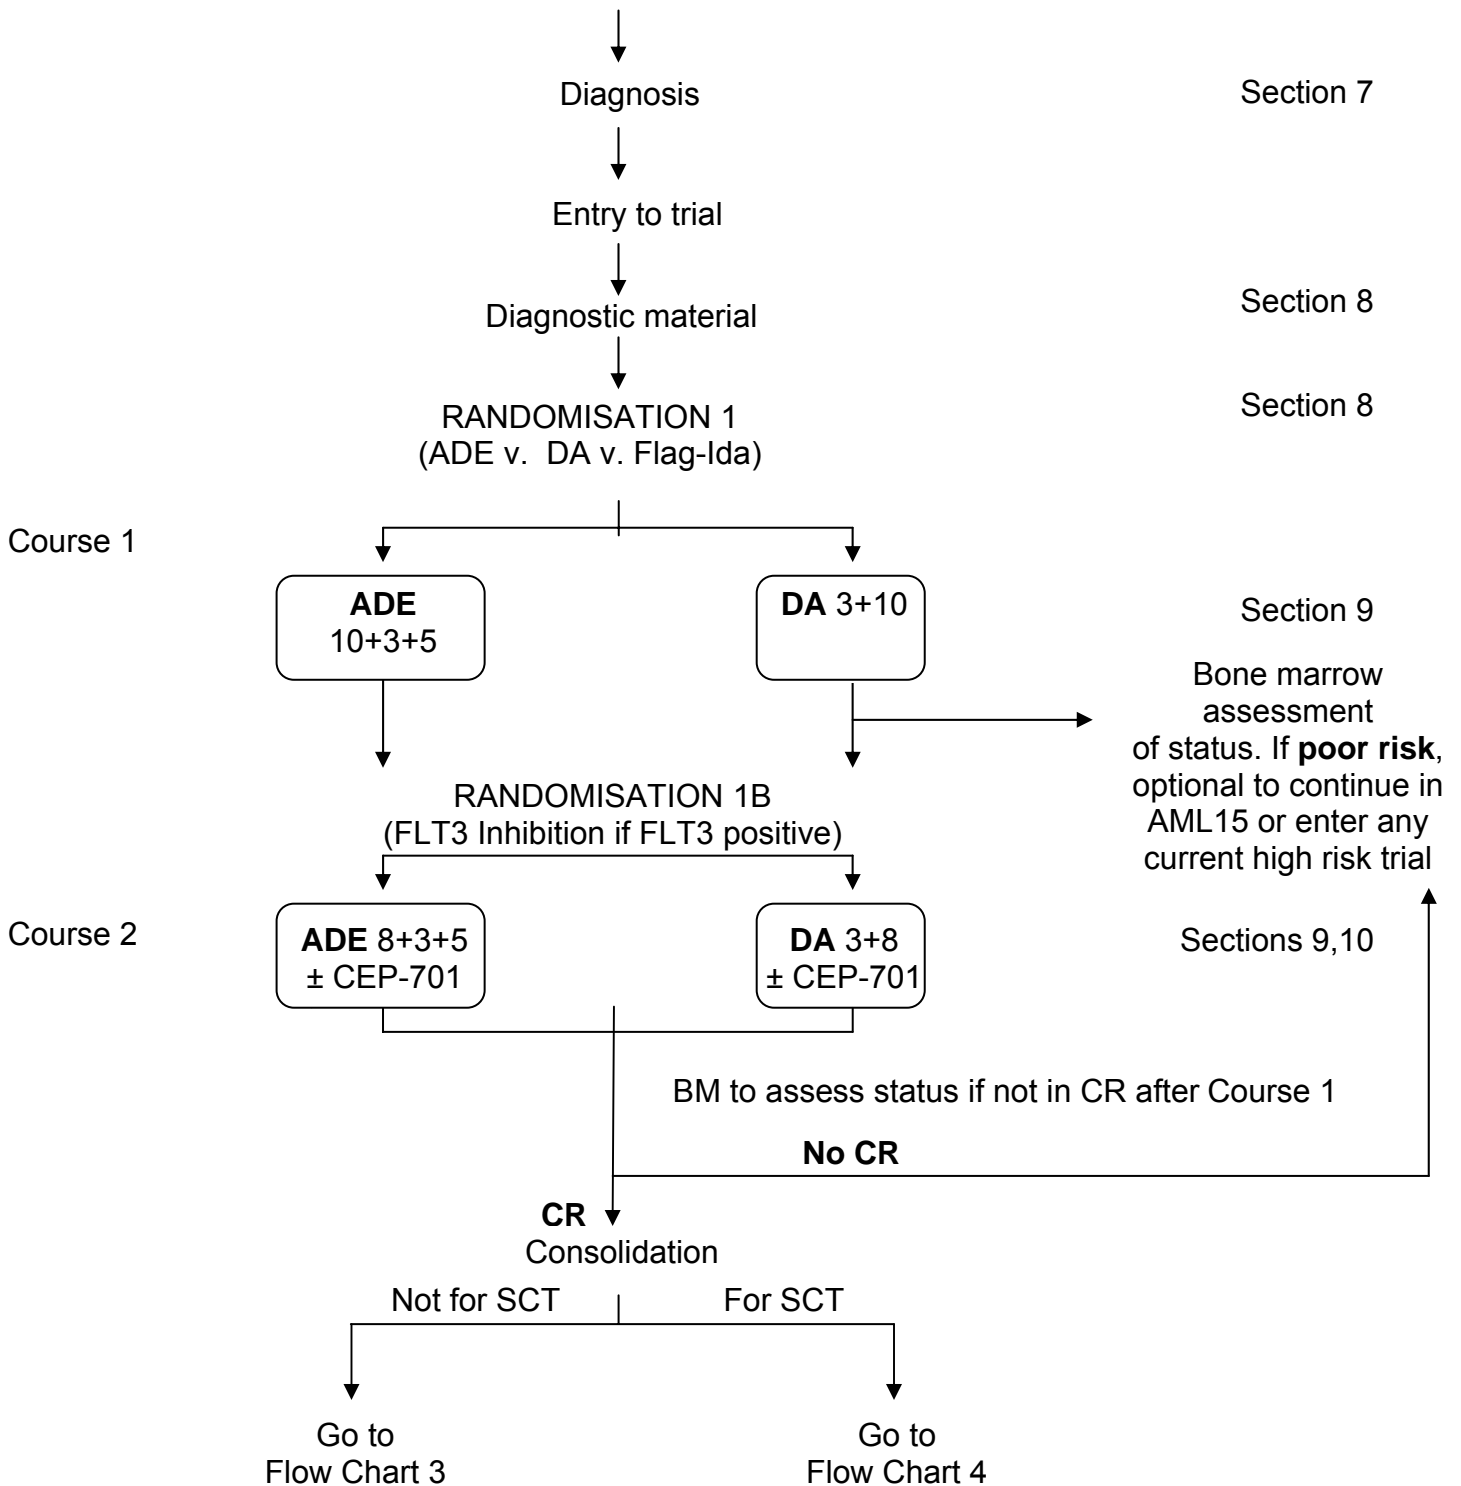 Diagnosis
Section 7
Entry to trial
Diagnostic material
Section 8
RANDOMISATION 1
(ADE v.  DA v. Flag-Ida)
Section 8
Course 1
ADE
10+3+5
DA 3+10
Section 9
Bone marrow
assessment
of status. If poor risk,
optional to continue in
AML15 or enter any
current high risk trial
RANDOMISATION 1B
(FLT3 Inhibition if FLT3 positive)
Course 2
ADE 8+3+5
± CEP-701
DA 3+8
± CEP-701
Sections 9,10
BM to assess status if not in CR after Course 1
No CR
CR
Consolidation
Not for SCT
For SCT
Go to
Flow Chart 3
Go to
Flow Chart 4